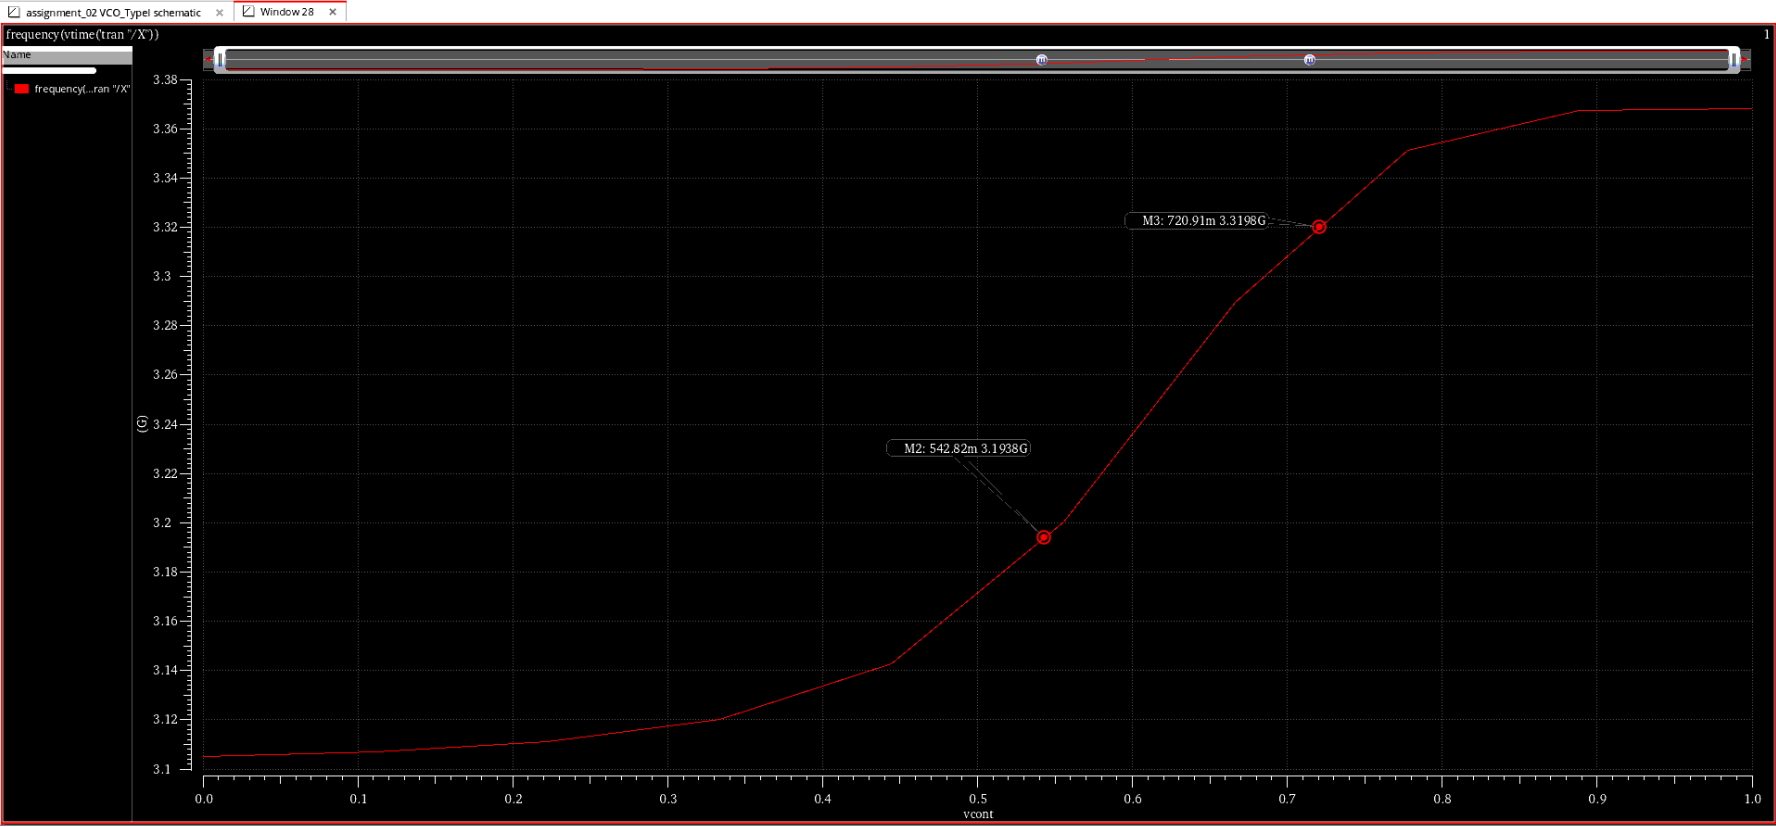 assignment_02 VCO_TypeI schematic
Window 28
frequency(vtime('tran "/X"))
1
Name
frequency(...ran "/X"
3.38
3.36
3.34
3.32
3.3
3.28
3.26
3.24
3.22
3.2
3.18
3.16
3.14
3.12
3.1
(G)
M3: 720.91m 3.3198G
M2: 542.82m 3.1938G
0.0 0.1 0.2 0.3 0.4 0.5 0.6 0.7 0.8 0.9 1.0
vcont